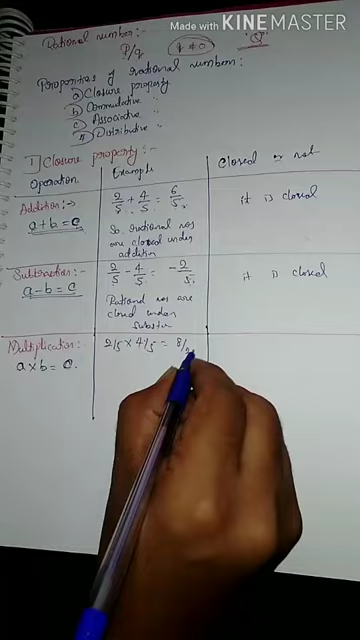 Made with KINEMASTER
Rational number:- "Q"
P/q q≠0
Properties of rational numbers:
a) Closure property
b) Commutative "
c) Associative "
d) Distributive "
1) Closure property:-
Operation Example Closed or not
Addition:- 2/5 + 4/5 = 6/5 it is closed
a+b=c
So rational nos
are closed under
addition
Subtraction:- 2/5 - 4/5 = -2/5 it is closed
a-b=c
Rational nos are
closed under
Multiplication:- 2/5 × 4/5 = 8/2
a×b=c.